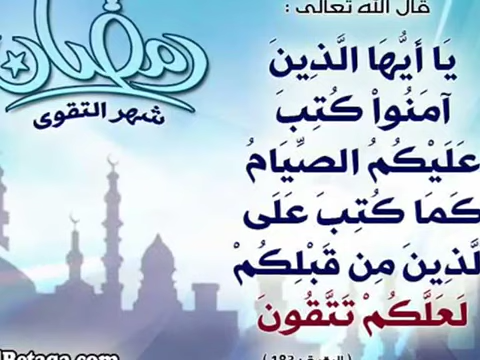 قال الله تعالى :
رمضان
شهر التقوى
يَا أَيُّهَا الَّذِينَ
آمَنُواْ كُتِبَ
عَلَيْكُمُ الصِّيَامُ
كَمَا كُتِبَ عَلَى
الَّذِينَ مِن قَبْلِكُمْ
لَعَلَّكُمْ تَتَّقُونَ